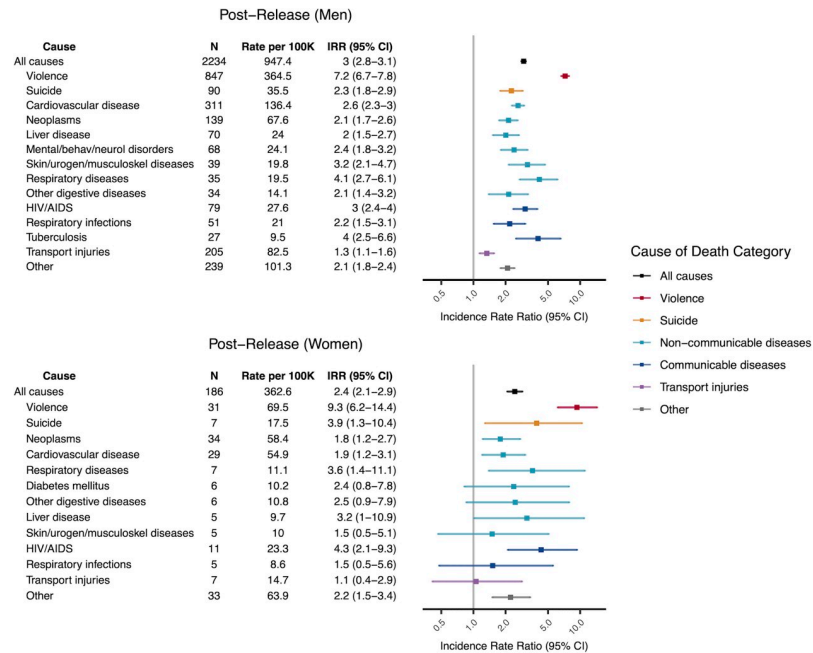 Post−Release (Men)
Cause N Rate per 100K IRR (95% CI)
All causes 2234 947.4 3 (2.8−3.1)
Violence 847 364.5 7.2 (6.7−7.8)
Suicide 90 35.5 2.3 (1.8−2.9)
Cardiovascular disease 311 136.4 2.6 (2.3−3)
Neoplasms 139 67.6 2.1 (1.7−2.6)
Liver disease 70 24 2 (1.5−2.7)
Mental/behav/neurol disorders 68 24.1 2.4 (1.8−3.2)
Skin/urogen/musculoskel diseases 39 19.8 3.2 (2.1−4.7)
Respiratory diseases 35 19.5 4.1 (2.7−6.1)
Other digestive diseases 34 14.1 2.1 (1.4−3.2)
HIV/AIDS 79 27.6 3 (2.4−4)
Respiratory infections 51 21 2.2 (1.5−3.1)
Tuberculosis 27 9.5 4 (2.5−6.6)
Transport injuries 205 82.5 1.3 (1.1−1.6)
Other 239 101.3 2.1 (1.8−2.4)
0.5 1.0 2.0 5.0 10.0
Incidence Rate Ratio (95% CI)
Post−Release (Women)
Cause N Rate per 100K IRR (95% CI)
All causes 186 362.6 2.4 (2.1−2.9)
Violence 31 69.5 9.3 (6.2−14.4)
Suicide 7 17.5 3.9 (1.3−10.4)
Neoplasms 34 58.4 1.8 (1.2−2.7)
Cardiovascular disease 29 54.9 1.9 (1.2−3.1)
Respiratory diseases 7 11.1 3.6 (1.4−11.1)
Diabetes mellitus 6 10.2 2.4 (0.8−7.8)
Other digestive diseases 6 10.8 2.5 (0.9−7.9)
Liver disease 5 9.7 3.2 (1−10.9)
Skin/urogen/musculoskel diseases 5 10 1.5 (0.5−5.1)
HIV/AIDS 11 23.3 4.3 (2.1−9.3)
Respiratory infections 5 8.6 1.5 (0.5−5.6)
Transport injuries 7 14.7 1.1 (0.4−2.9)
Other 33 63.9 2.2 (1.5−3.4)
0.5 1.0 2.0 5.0 10.0
Incidence Rate Ratio (95% CI)
Cause of Death Category
All causes
Violence
Suicide
Non−communicable diseases
Communicable diseases
Transport injuries
Other